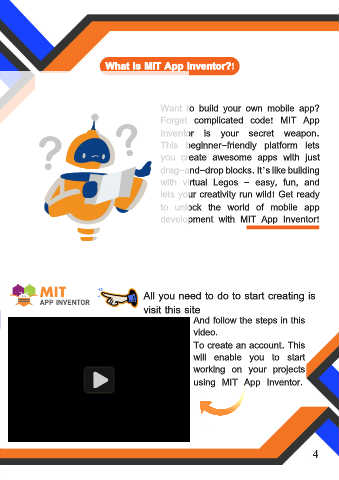 What is MIT App Inventor?!
Want to build your own mobile app?
Forget complicated code! MIT App
Inventor is your secret weapon.
This beginner-friendly platform lets
you create awesome apps with just
drag-and-drop blocks. It's like building
with virtual Legos – easy, fun, and
lets your creativity run wild! Get ready
to unlock the world of mobile app
development with MIT App Inventor!
? ?
MIT
APP INVENTOR
All you need to do to start creating is
visit this site
And follow the steps in this
video.
To create an account. This
will enable you to start
working on your projects
using MIT App Inventor.
4